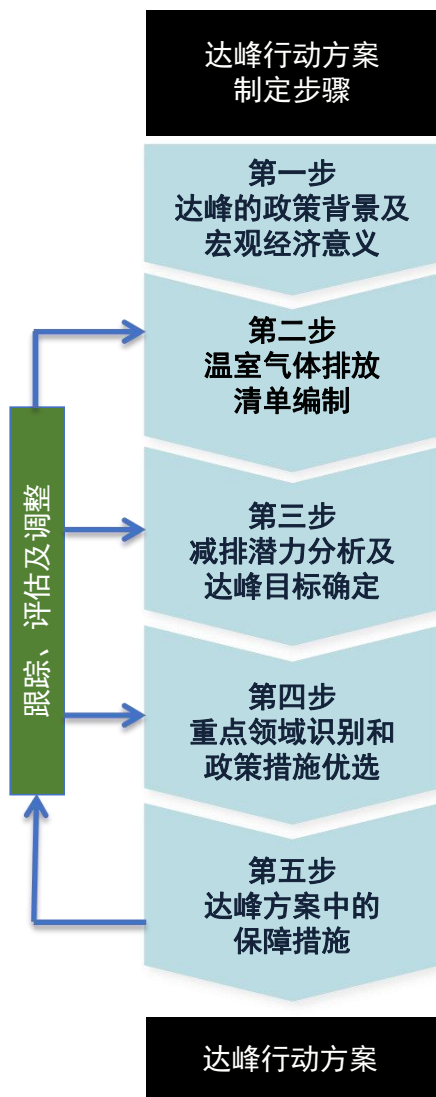 达峰行动方案
制定步骤
第一步
达峰的政策背景及
宏观经济意义
第二步
温室气体排放
清单编制
第三步
减排潜力分析及
达峰目标确定
第四步
重点领域识别和
政策措施优选
第五步
达峰方案中的
保障措施
跟踪、评估及调整
达峰行动方案